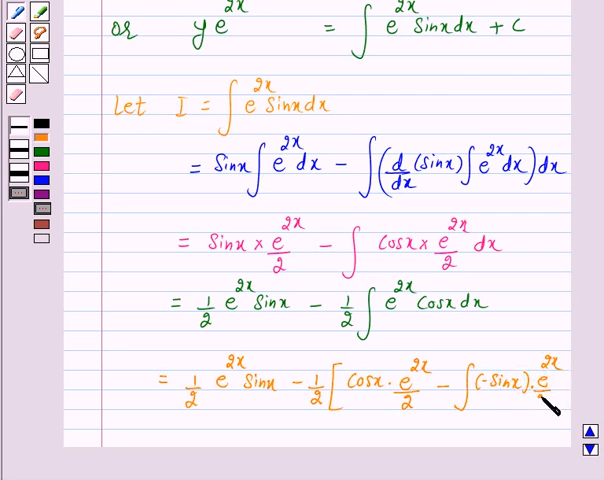 or ye^{2x} = ∫ e^{2x} Sinx dx + C
Let I = ∫ e^{2x} Sinx dx
= Sinx ∫ e^{2x} dx − ∫ (d/dx (Sinx) ∫ e^{2x} dx) dx
= Sinx × e^{2x}/2 − ∫ Cosx × e^{2x}/2 dx
= 1/2 e^{2x} Sinx − 1/2 ∫ e^{2x} Cosx dx
= 1/2 e^{2x} Sinx − 1/2 [ Cosx · e^{2x}/2 − ∫ (−Sinx) · e^{2x}